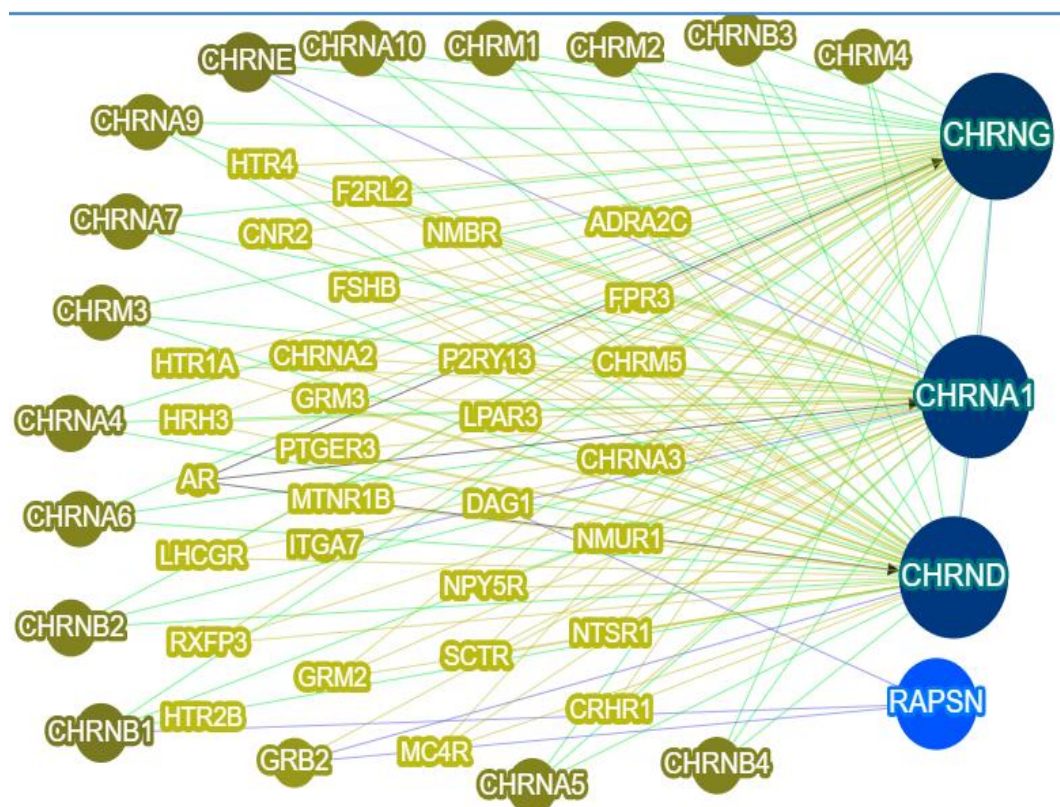 CHRNE
CHRNA10
CHRM1
CHRM2
CHRNB3
CHRM4
CHRNA9
CHRNG
HTR4
F2RL2
CHRNA7
CNR2
NMBR
ADRA2C
CHRM3
FSHB
FPR3
HTR1A
CHRNA2
P2RY13
CHRM5
CHRNA1
CHRNA4
HRH3
GRM3
LPAR3
AR
PTGER3
CHRNA3
CHRNA6
MTNR1B
DAG1
LHCGR
ITGA7
NMUR1
CHRND
CHRNB2
RXFP3
NPY5R
NTSR1
GRM2
SCTR
RAPSN
CHRNB1
HTR2B
CRHR1
GRB2
MC4R
CHRNA5
CHRNB4